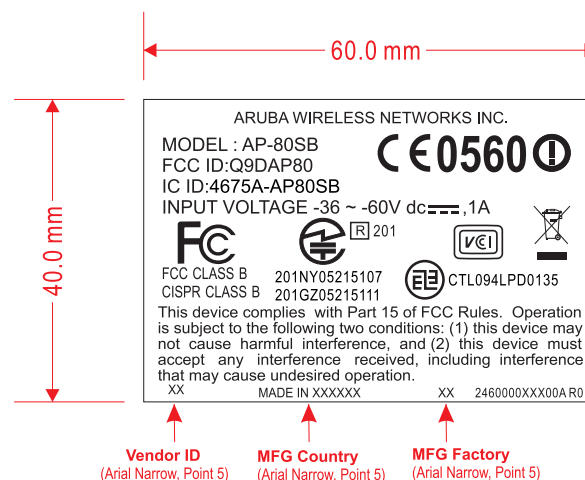 60.0 mm
40.0 mm
ARUBA WIRELESS NETWORKS INC.
MODEL : AP-80SB
FCC ID:Q9DAP80
IC ID:4675A-AP80SB
INPUT VOLTAGE -36 ~ -60V dc ,1A
CE0560
FC
R 201
VCI
FCC CLASS B
CISPR CLASS B
201NY05215107
201GZ05215111
CTL094LPD0135
This device complies with Part 15 of FCC Rules. Operation
is subject to the following two conditions: (1) this device may
not cause harmful interference, and (2) this device must
accept any interference received, including interference
that may cause undesired operation.
XX MADE IN XXXXXX XX 2460000XXX00A R0
Vendor ID
(Arial Narrow, Point 5)
MFG Country
(Arial Narrow, Point 5)
MFG Factory
(Arial Narrow, Point 5)